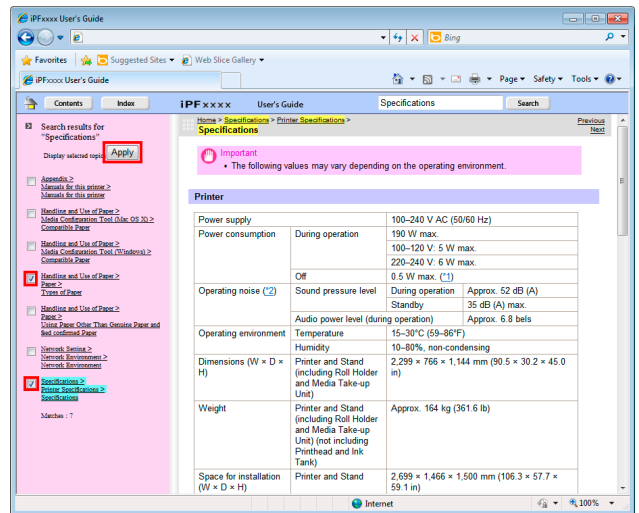 iPFxxxx User's Guide
Bing
Favorites Suggested Sites Web Slice Gallery
iPFxxxx User's Guide
Page Safety Tools
Contents Index iPFxxxx User's Guide Specifications Search
Search results for
"Specifications"
Display selected topic Apply
Appendix >
Manuals for this printer >
Manuals for this printer
Handling and Use of Paper >
Media Configuration Tool (Mac OS X) >
Compatible Paper
Handling and Use of Paper >
Media Configuration Tool (Windows) >
Compatible Paper
Handling and Use of Paper >
Paper >
Types of Paper
Handling and Use of Paper >
Paper >
Using Paper Other Than Genuine Paper and
feed confirmed Paper
Network Setting >
Network Environment >
Network Environment
Specifications >
Printer Specifications >
Specifications
Matches : 7
Home > Specifications > Printer Specifications >
Specifications
Previous
Next
Important
• The following values may vary depending on the operating environment.
Printer
Power supply 100–240 V AC (50/60 Hz)
Power consumption During operation 190 W max.
100–120 V: 5 W max.
220–240 V: 6 W max.
Off 0.5 W max. (*1)
Operating noise (*2) Sound pressure level During operation Approx. 52 dB (A)
Standby 35 dB (A) max.
Audio power level (during operation) Approx. 6.8 bels
Operating environment Temperature 15–30°C (59–86°F)
Humidity 10–80%, non-condensing
Dimensions (W × D × H) Printer and Stand (including Roll Holder and Media Take-up Unit) 2,299 × 766 × 1,144 mm (90.5 × 30.2 × 45.0 in)
Weight Printer and Stand (including Roll Holder and Media Take-up Unit) (not including Printhead and Ink Tank) Approx. 164 kg (361.6 lb)
Space for installation (W × D × H) Printer and Stand 2,699 × 1,466 × 1,500 mm (106.3 × 57.7 × 59.1 in)
Internet 100%